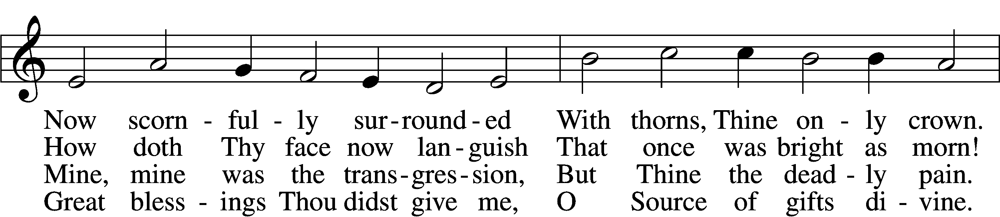 Now scorn - ful - ly sur - round - ed With thorns, Thine on - ly crown.
How doth Thy face now lan - guish That once was bright as morn!
Mine, mine was the trans - gres - sion, But Thine the dead - ly pain.
Great bless - ings Thou didst give me, O Source of gifts di - vine.